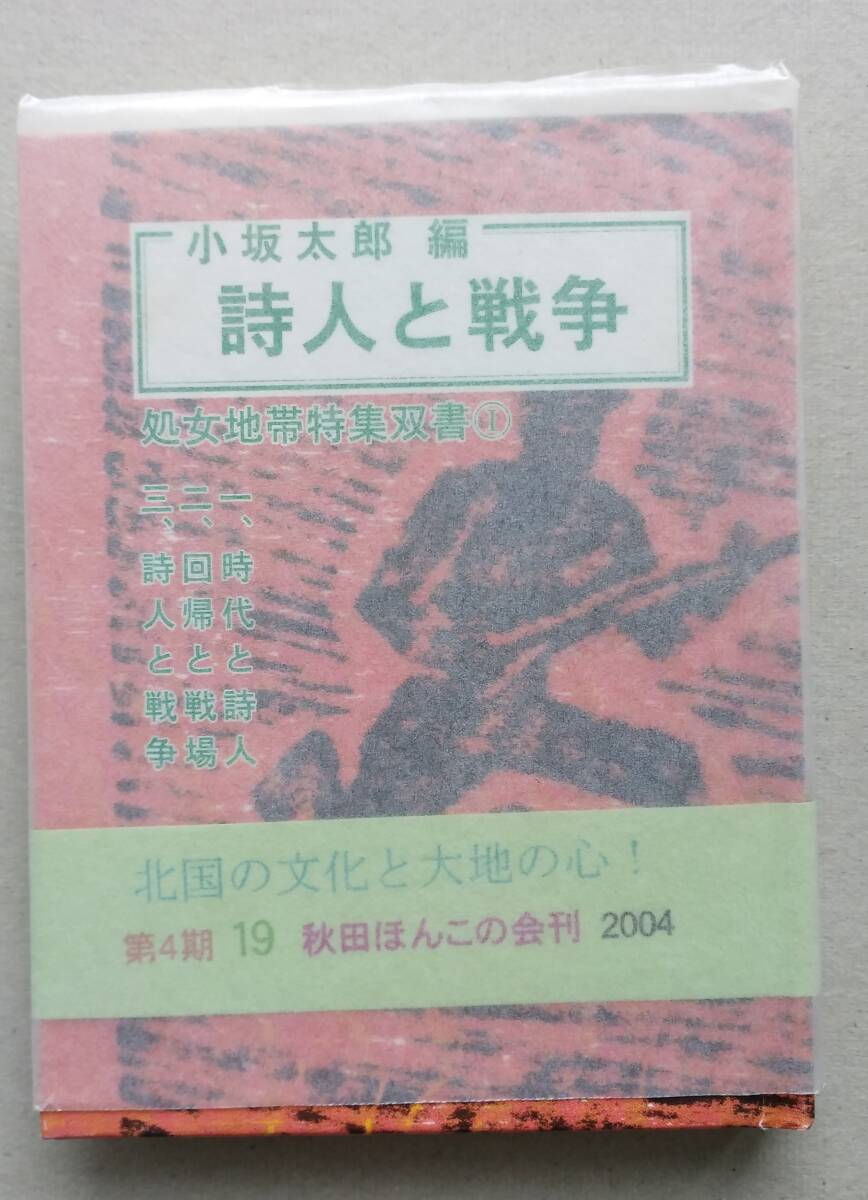 小坂太郎 編
詩人と戦争
処女地帯特集双書①
一、時代と詩人
二、回帰と戦場
三、詩人と戦争
北国の文化と大地の心！
第4期 19 秋田ほんこの会刊 2004